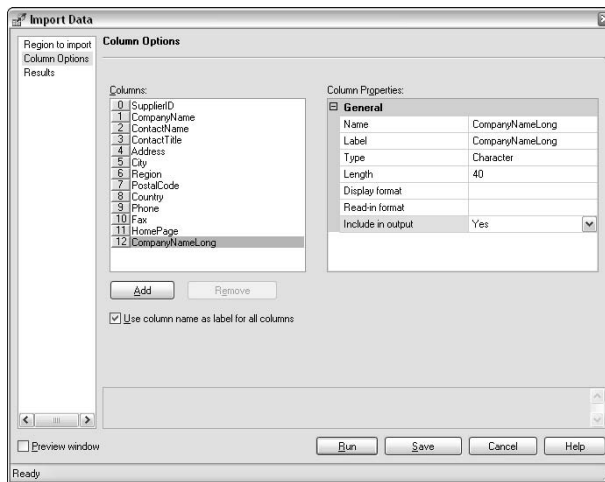 Import Data
Region to import
Column Options
Results
Column Options
Columns:
0 SupplierID
1 CompanyName
2 ContactName
3 ContactTitle
4 Address
5 City
6 Region
7 PostalCode
8 Country
9 Phone
10 Fax
11 HomePage
12 CompanyNameLong
Add Remove
Use column name as label for all columns
Column Properties:
General
Name CompanyNameLong
Label CompanyNameLong
Type Character
Length 40
Display format
Read-in format
Include in output Yes
Preview window
Run Save Cancel Help
Ready